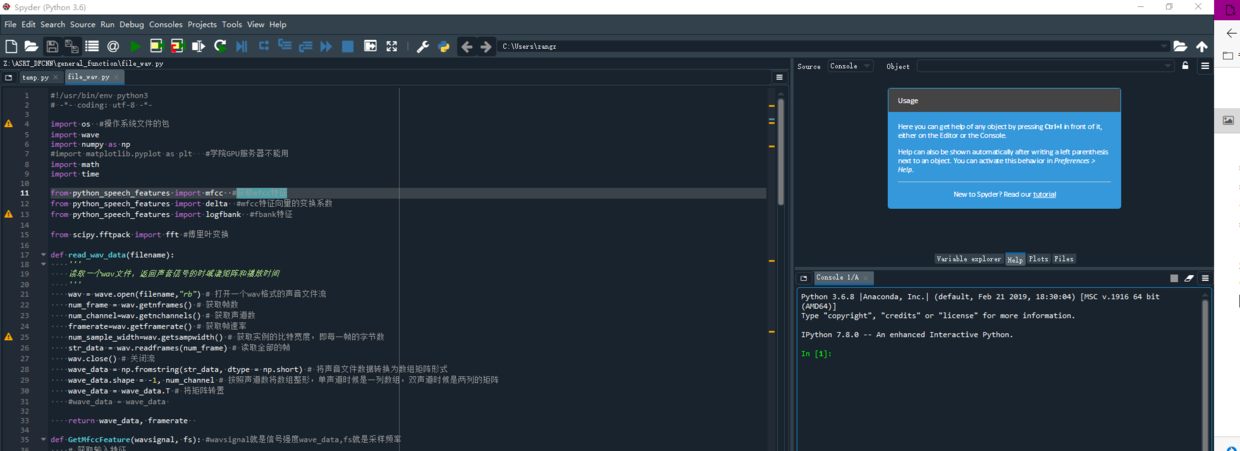 Spyder (Python 3.6)
File Edit Search Source Run Debug Consoles Projects Tools View Help
C:\Users\rangx
Z:\ASRT_DFCNN\general_function\file_wav.py
temp.py
file_wav.py
1 #!/usr/bin/env python3
2 # -*- coding: utf-8 -*-
3
4 import os #操作系统文件的包
5 import wave
6 import numpy as np
7 #import matplotlib.pyplot as plt #学院GPU服务器不能用
8 import math
9 import time
10
11 from python_speech_features import mfcc #
12 from python_speech_features import delta #mfcc特征向量的变换系数
13 from python_speech_features import logfbank #fbank特征
14
15 from scipy.fftpack import fft #傅里叶变换
16
17 def read_wav_data(filename):
18 '''
19 读取一个wav文件，返回声音信号的时域谱矩阵和播放时间
20 '''
21 wav = wave.open(filename,"rb") # 打开一个wav格式的声音文件流
22 num_frame = wav.getnframes() # 获取帧数
23 num_channel=wav.getnchannels() # 获取声道数
24 framerate=wav.getframerate() # 获取帧速率
25 num_sample_width=wav.getsampwidth() # 获取实例的比特宽度，即每一帧的字节数
26 str_data = wav.readframes(num_frame) # 读取全部的帧
27 wav.close() # 关闭流
28 wave_data = np.fromstring(str_data, dtype = np.short) # 将声音文件数据转换为数组矩阵形式
29 wave_data.shape = -1, num_channel # 按照声道数将数组整形，单声道时候是一列数组，双声道时候是两列的矩阵
30 wave_data = wave_data.T # 将矩阵转置
31 #wave_data = wave_data
32
33 return wave_data, framerate
34
35 def GetMfccFeature(wavsignal, fs): #wavsignal就是信号强度wave_data,fs就是采样频率
36 # 获取输入特征
Source Console Object
Usage
Here you can get help of any object by pressing Ctrl+I in front of it, either on the Editor or the Console.
Help can also be shown automatically after writing a left parenthesis next to an object. You can activate this behavior in Preferences > Help.
New to Spyder? Read our tutorial
Variable explorer Help Plots Files
Console 1/A
Python 3.6.8 |Anaconda, Inc.| (default, Feb 21 2019, 18:30:04) [MSC v.1916 64 bit
(AMD64)]
Type "copyright", "credits" or "license" for more information.
IPython 7.8.0 -- An enhanced Interactive Python.
In [1]: